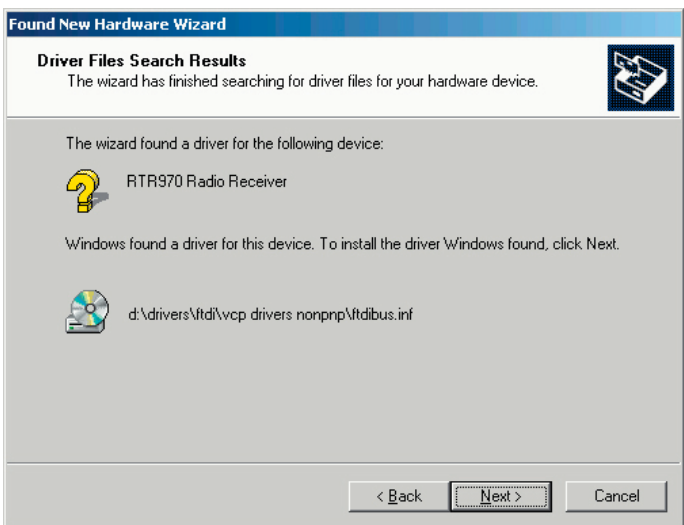 Found New Hardware Wizard
Driver Files Search Results
The wizard has finished searching for driver files for your hardware device.
The wizard found a driver for the following device:
RTR970 Radio Receiver
Windows found a driver for this device. To install the driver Windows found, click Next.
d:\drivers\ftdi\vcp drivers nonpnp\ftdibus.inf
< Back Next > Cancel